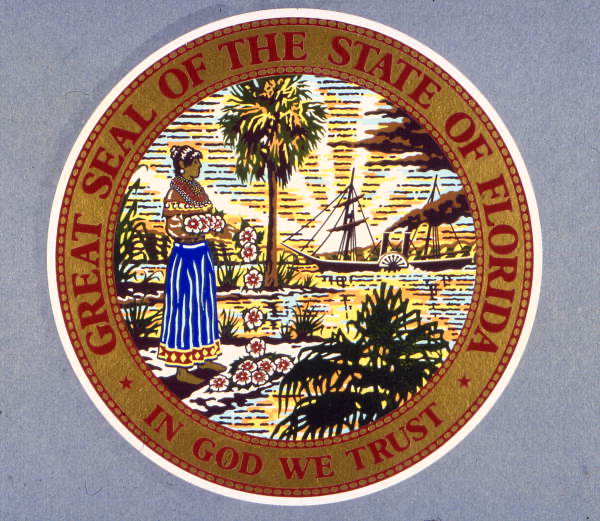 GREAT SEAL OF THE STATE OF FLORIDA
IN GOD WE TRUST